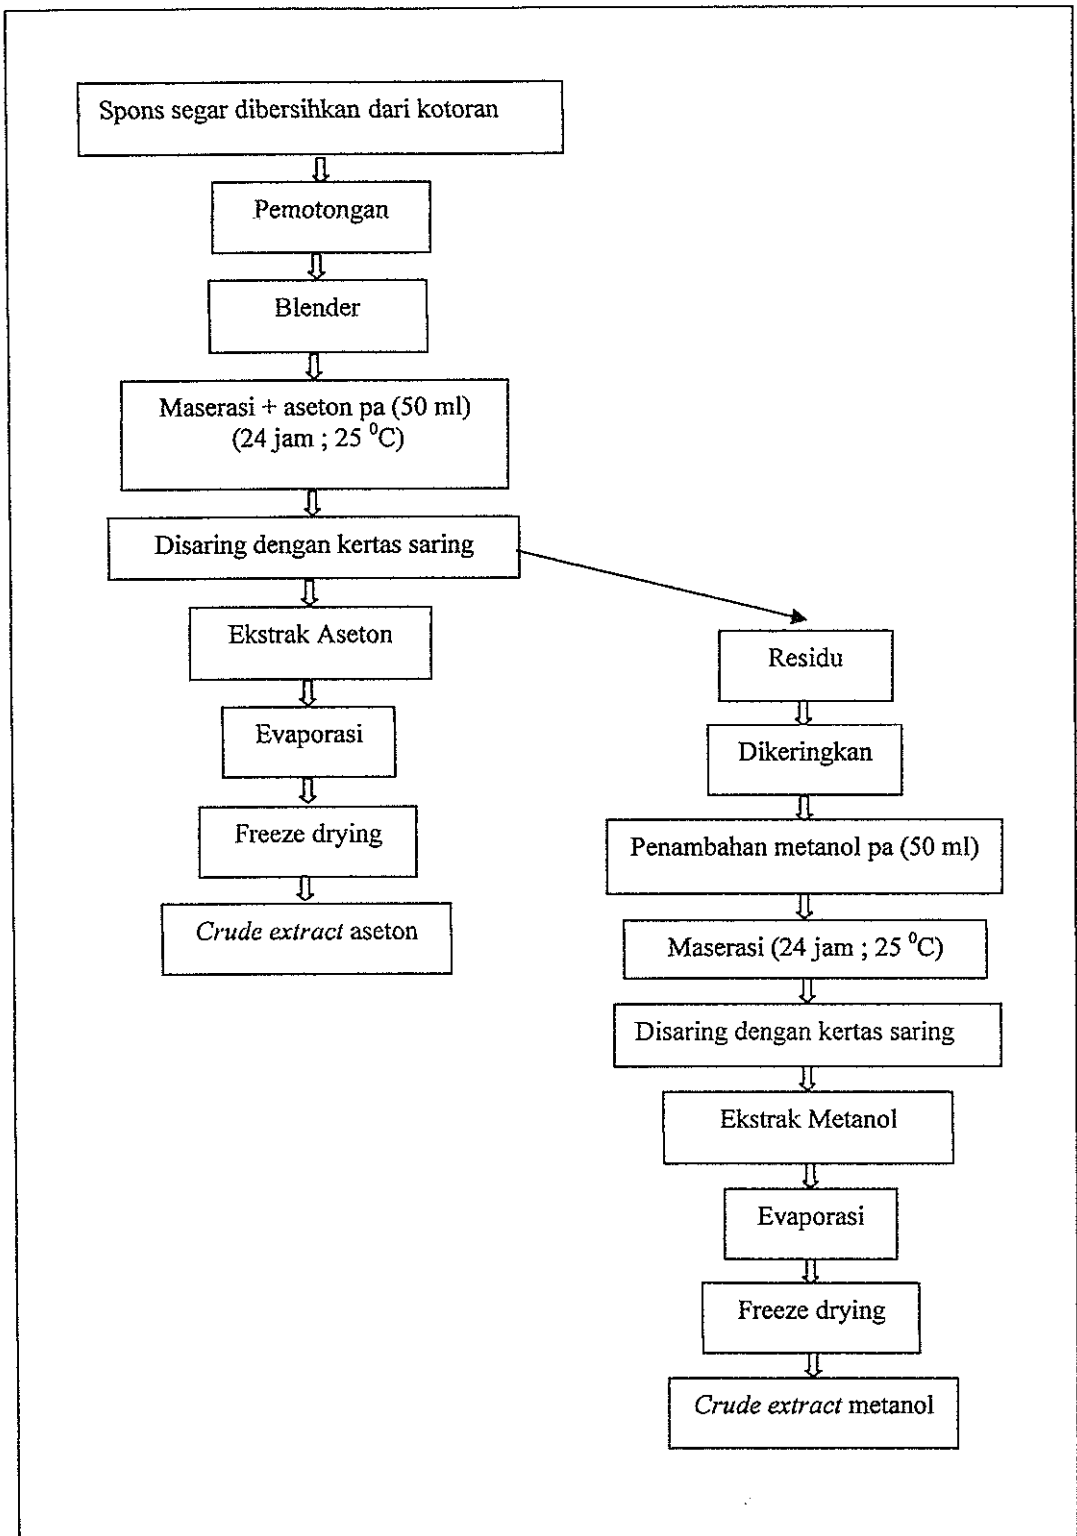 Spons segar dibersihkan dari kotoran
Pemotongan
Blender
Maserasi + aseton pa (50 ml)
(24 jam ; 25 ⁰C)
Disaring dengan kertas saring
Ekstrak Aseton
Evaporasi
Freeze drying
Crude extract aseton
Residu
Dikeringkan
Penambahan metanol pa (50 ml)
Maserasi (24 jam ; 25 ⁰C)
Disaring dengan kertas saring
Ekstrak Metanol
Evaporasi
Freeze drying
Crude extract metanol